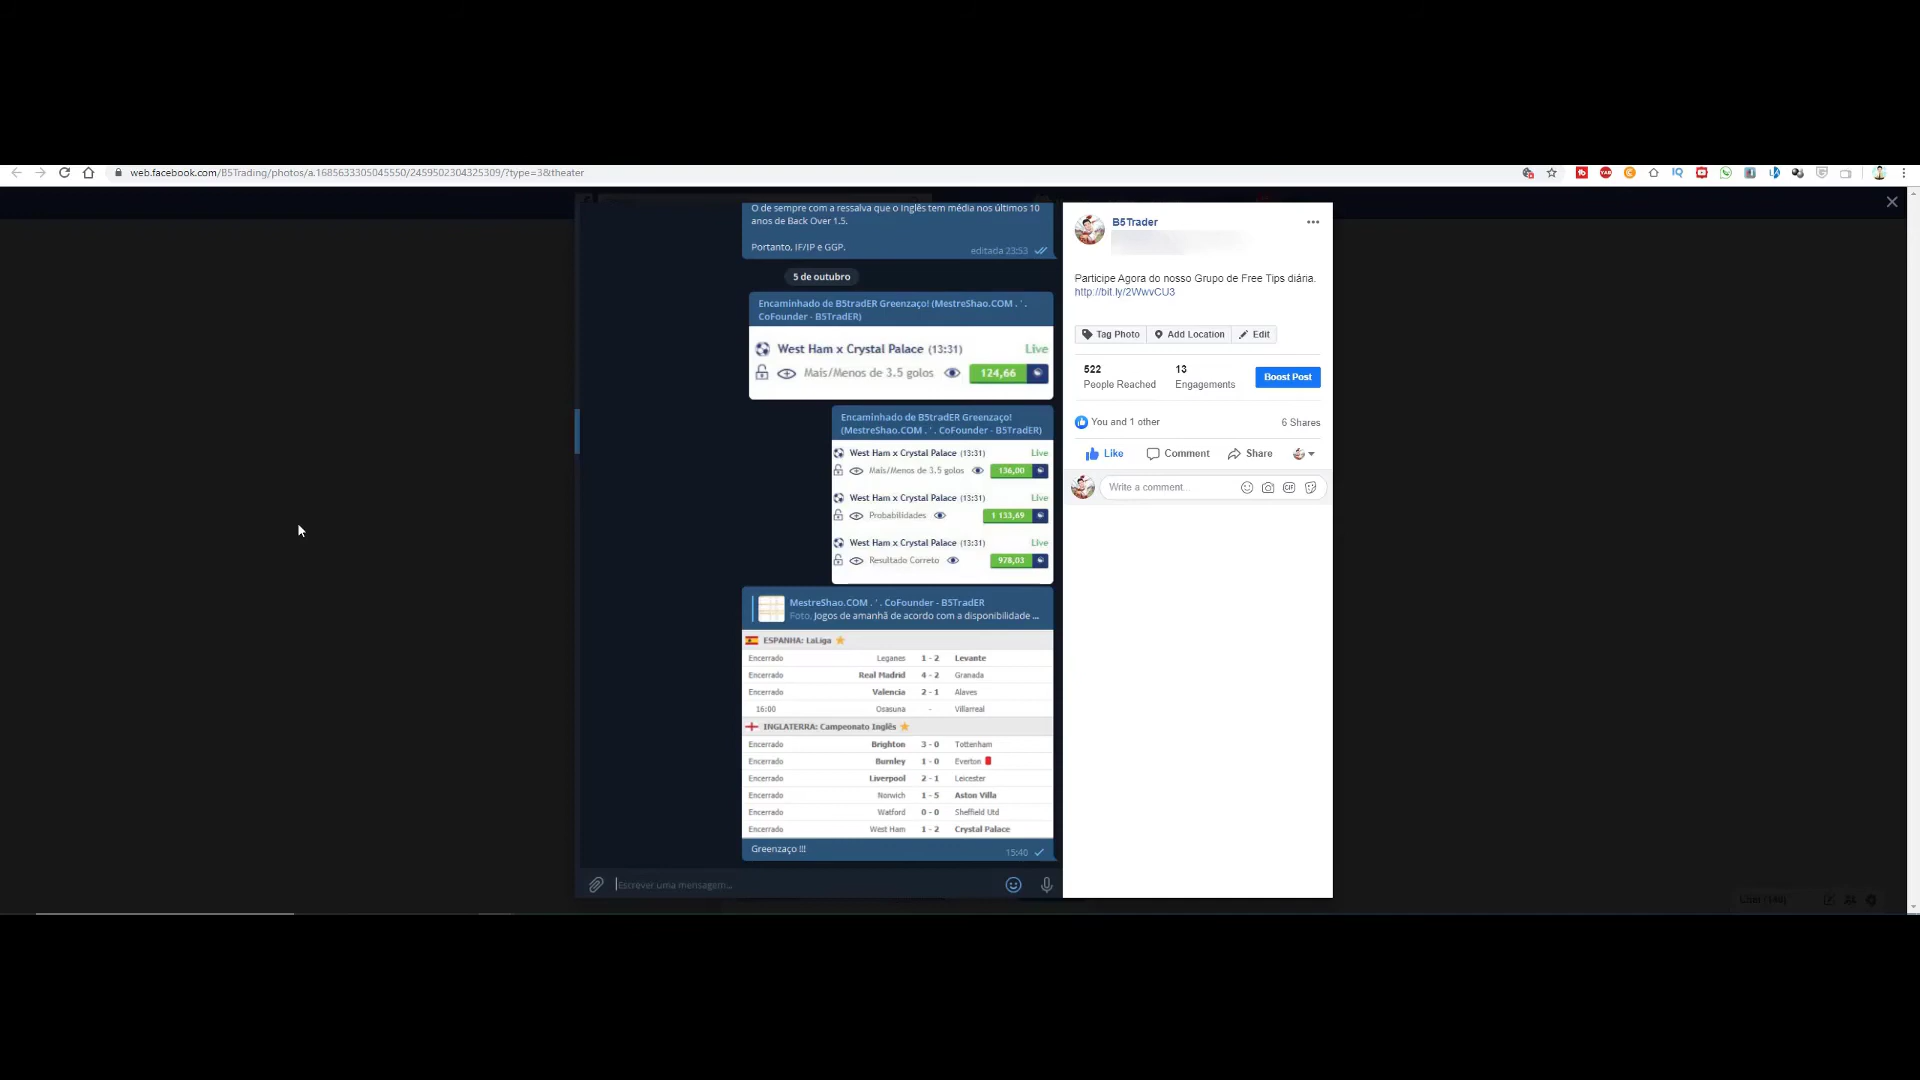 web.facebook.com/B5Trading/photos/a.1685633305045550/2459502304325309/?type=3&theater
O de sempre com a ressalva que o Inglês tem média nos últimos 10
anos de Back Over 1.5.
Portanto, IF/IP e GGP.
editada 23:53
5 de outubro
Encaminhado de B5tradER Greenzaço! (MestreShao.COM . ' .
CoFounder - B5TradER)
West Ham x Crystal Palace (13:31) Live
Mais/Menos de 3.5 golos 124,66
Encaminhado de B5tradER Greenzaço!
(MestreShao.COM . ' . CoFounder - B5TradER)
West Ham x Crystal Palace (13:31) Live
Mais/Menos de 3.5 golos 136,00
West Ham x Crystal Palace (13:31) Live
Probabilidades 1 133,69
West Ham x Crystal Palace (13:31) Live
Resultado Correto 978,03
MestreShao.COM . ' . CoFounder - B5TradER
Foto, Jogos de amanhã de acordo com a disponibilidade ...
ESPANHA: LaLiga
Encerrado Leganes 1 - 2 Levante
Encerrado Real Madrid 4 - 2 Granada
Encerrado Valencia 2 - 1 Alaves
16:00 Osasuna - Villarreal
INGLATERRA: Campeonato Inglês
Encerrado Brighton 3 - 0 Tottenham
Encerrado Burnley 1 - 0 Everton
Encerrado Liverpool 2 - 1 Leicester
Encerrado Norwich 1 - 5 Aston Villa
Encerrado Watford 0 - 0 Sheffield Utd
Encerrado West Ham 1 - 2 Crystal Palace
Greenzaço !!!
15:40
Escrever uma mensagem...
B5Trader
Participe Agora do nosso Grupo de Free Tips diária.
http://bit.ly/2WwvCU3
Tag Photo Add Location Edit
522 13
People Reached Engagements
Boost Post
You and 1 other 6 Shares
Like Comment Share
Write a comment...
GIF